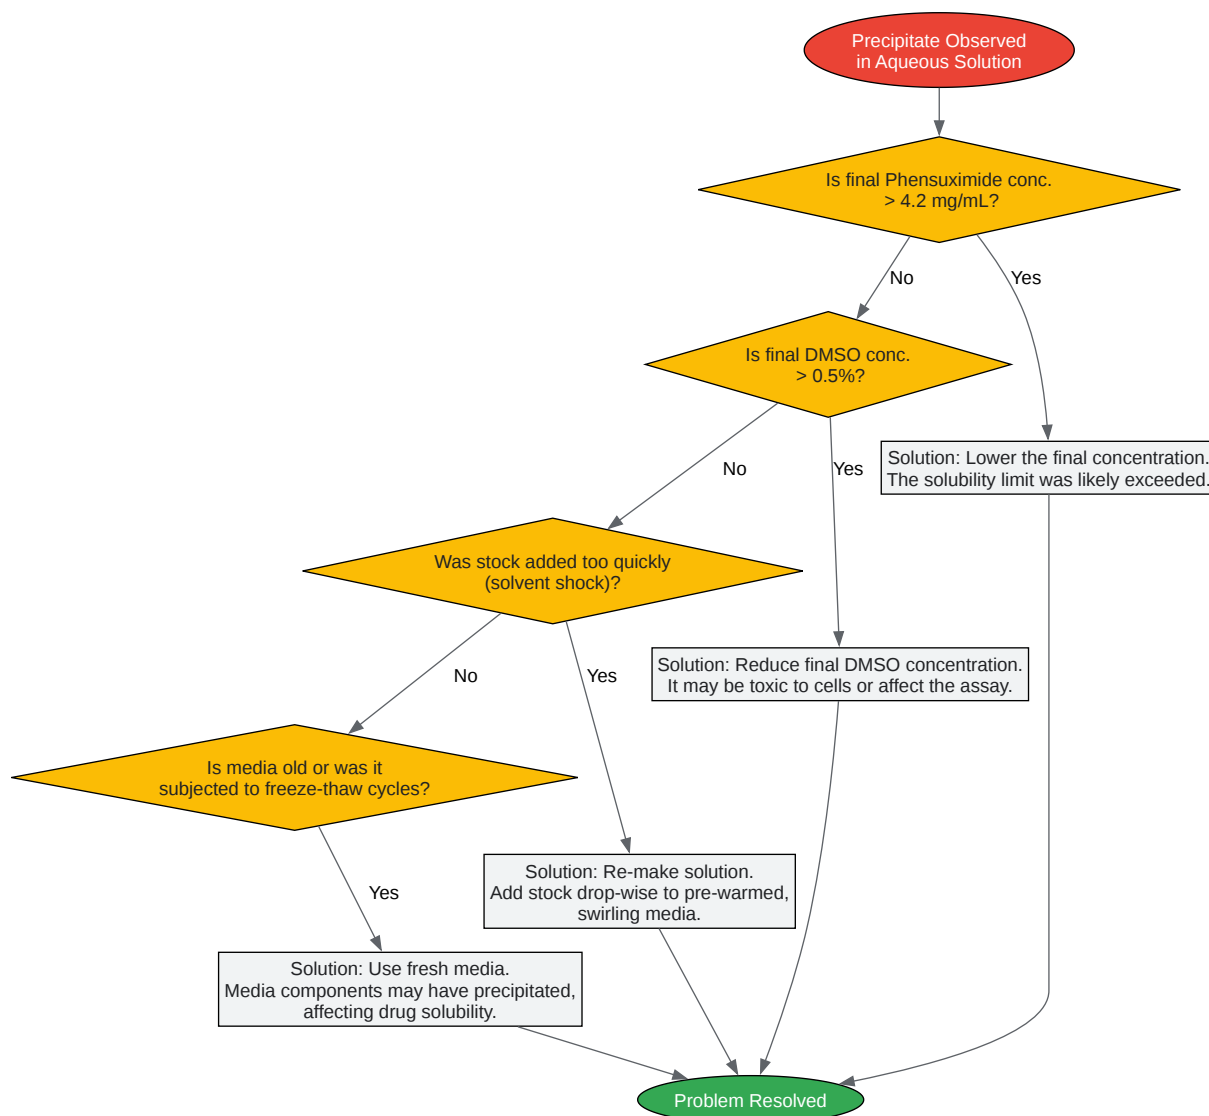 Precipitate Observed
in Aqueous Solution
Is final Phensuximide conc.
> 4.2 mg/mL?
No
Yes
Is final DMSO conc.
> 0.5%?
No
Yes
Solution: Lower the final concentration.
The solubility limit was likely exceeded.
Was stock added too quickly
(solvent shock)?
No
Yes
Solution: Reduce final DMSO concentration.
It may be toxic to cells or affect the assay.
Is media old or was it
subjected to freeze-thaw cycles?
Yes
Solution: Re-make solution.
Add stock drop-wise to pre-warmed,
swirling media.
Solution: Use fresh media.
Media components may have precipitated,
affecting drug solubility.
Problem Resolved